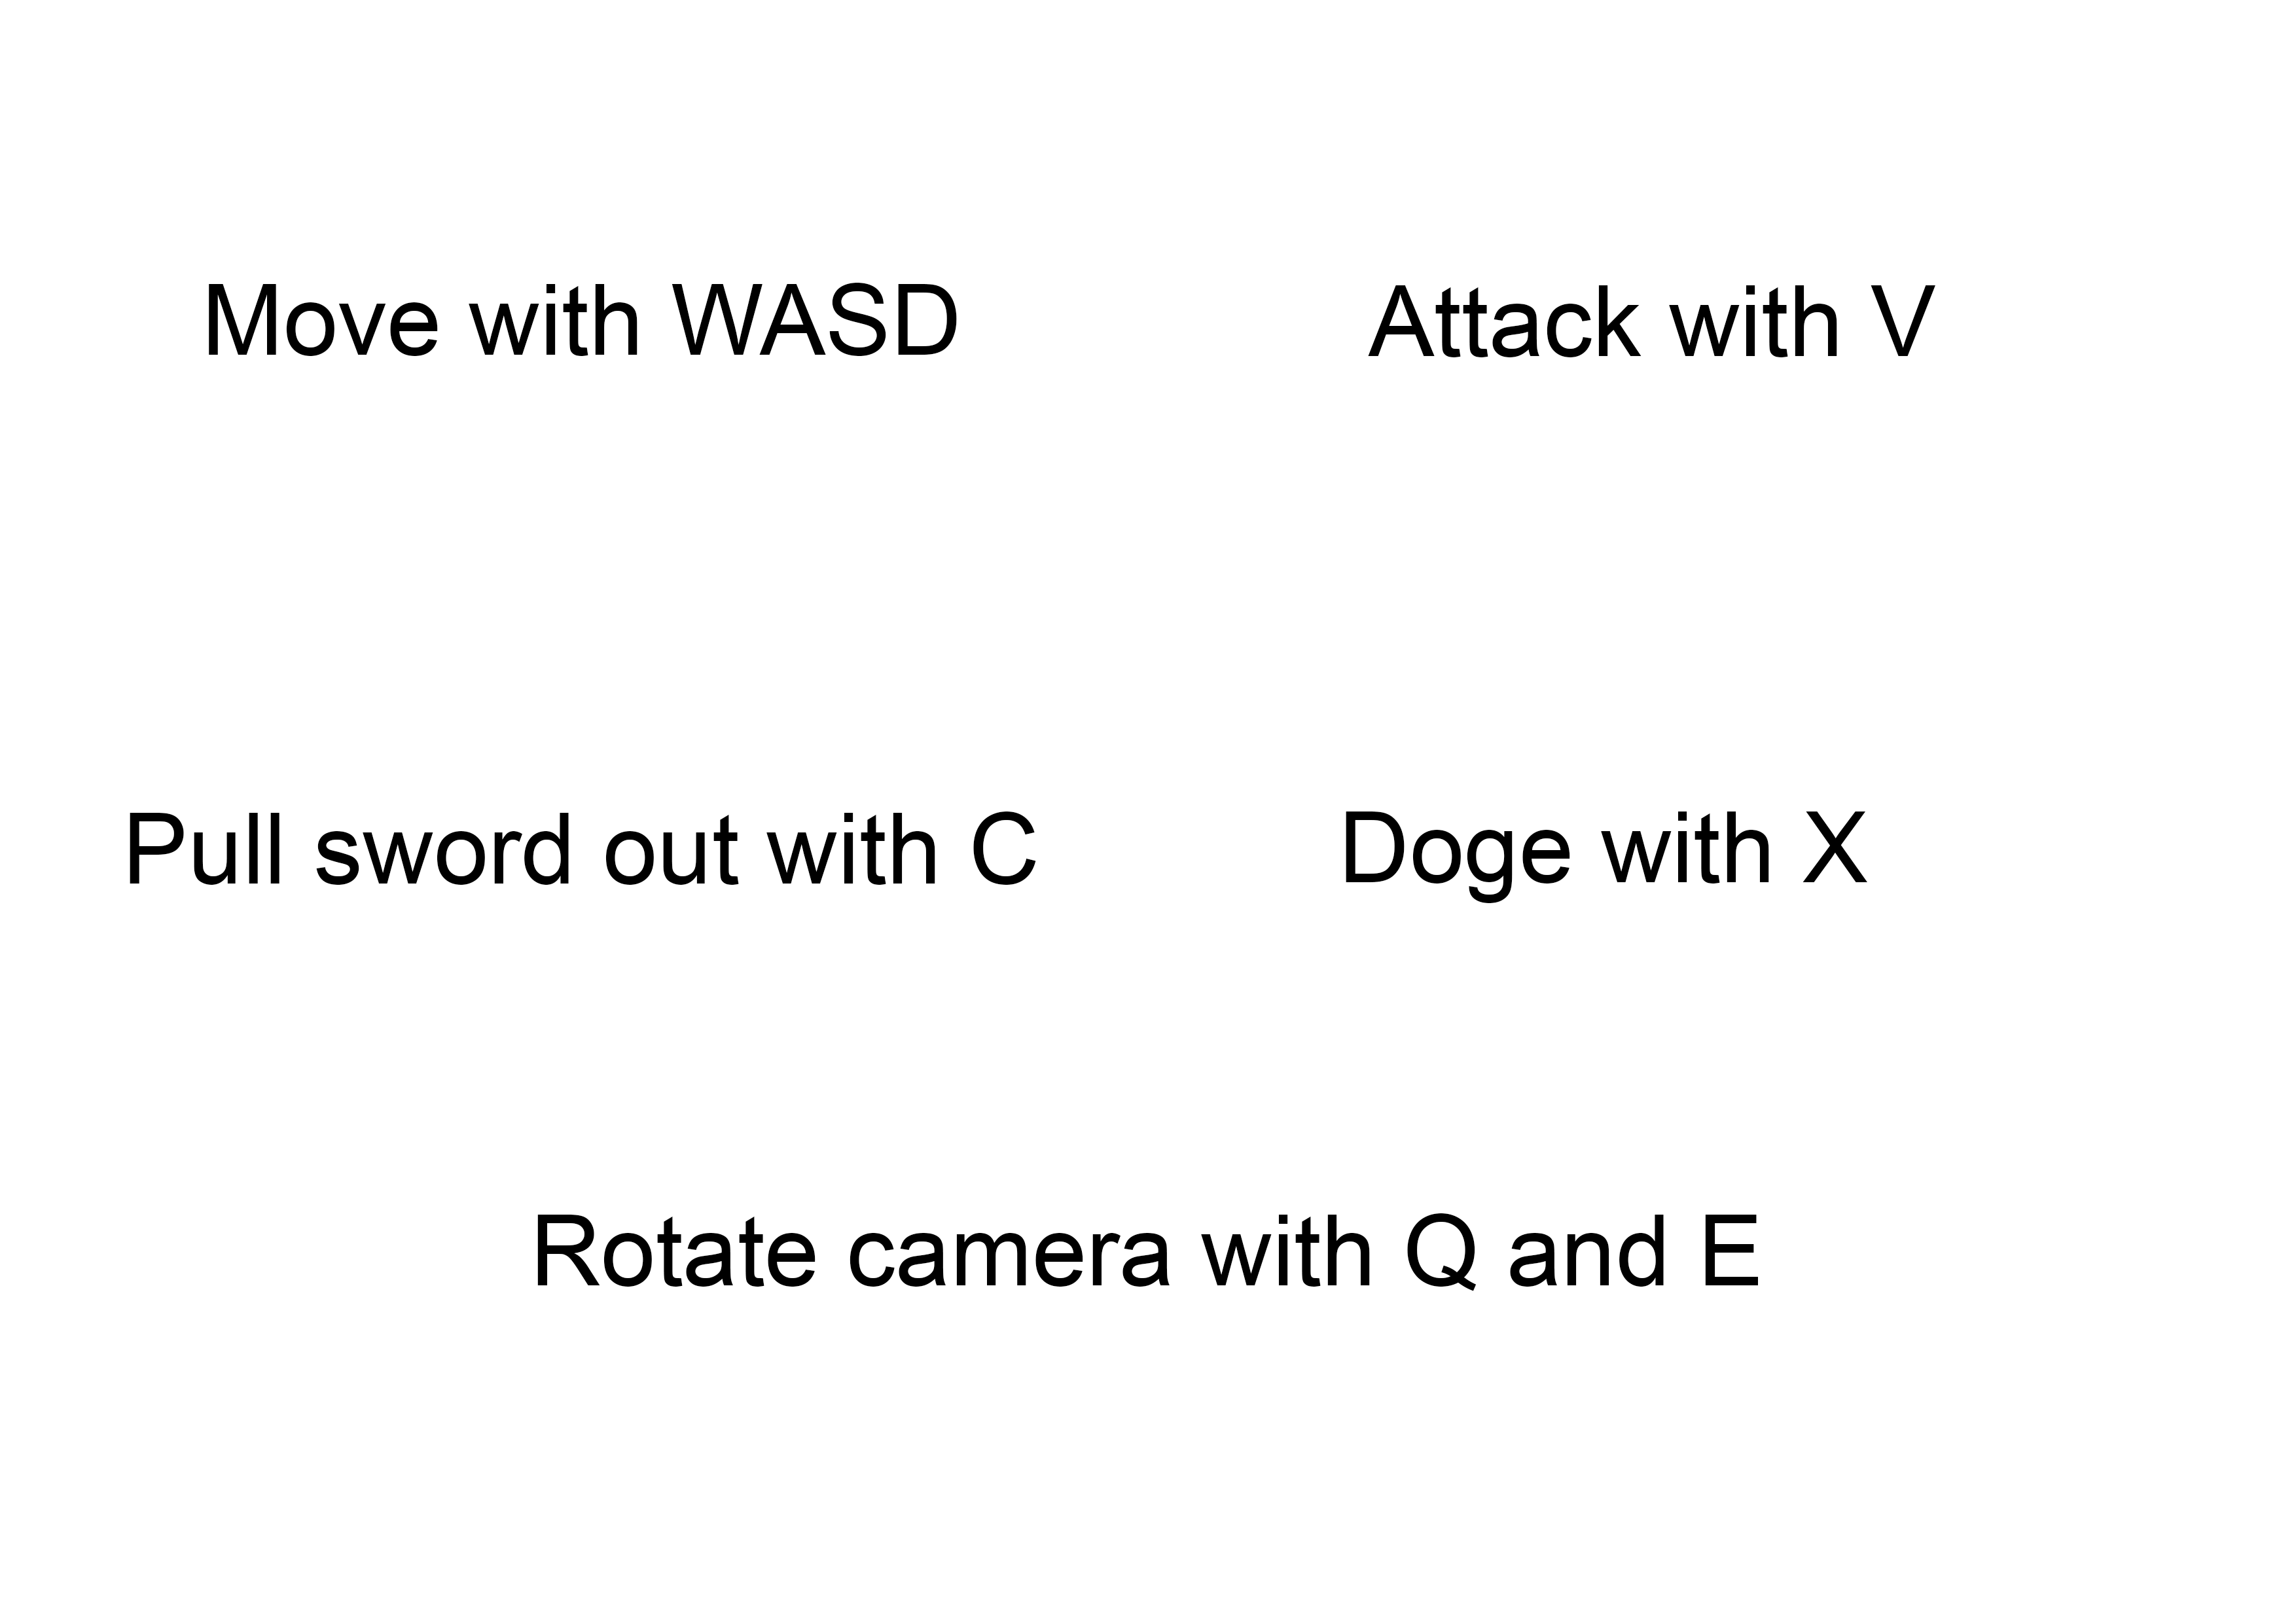 Move with WASD
Attack with V
Pull sword out with C
Doge with X
Rotate camera with Q and E